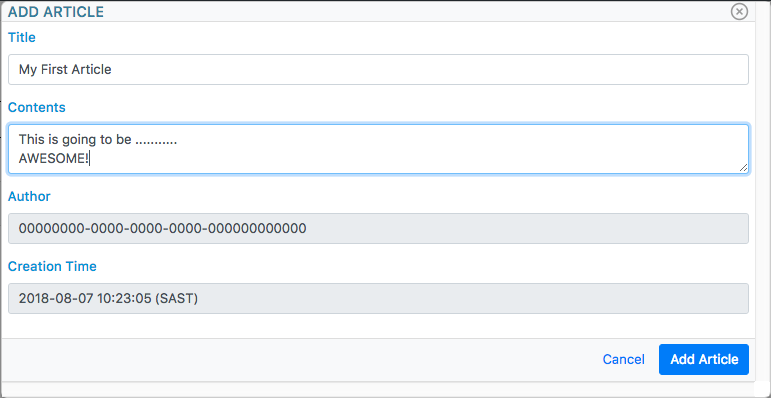 ADD ARTICLE
Title
My First Article
Contents
This is going to be ...........
AWESOME!
Author
00000000-0000-0000-0000-000000000000
Creation Time
2018-08-07 10:23:05 (SAST)
Cancel
Add Article